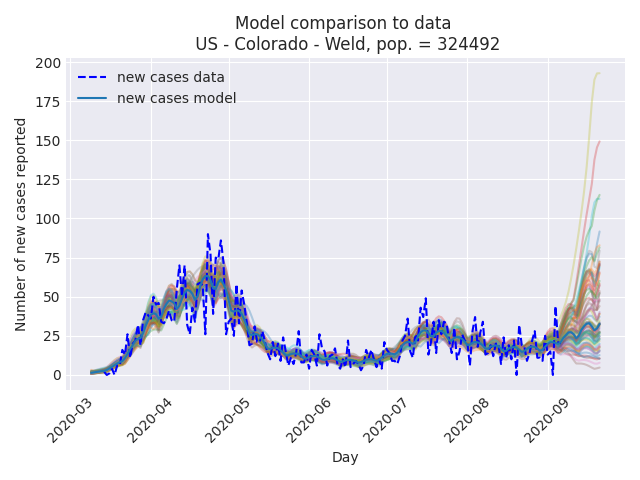 Model comparison to data
US - Colorado - Weld, pop. = 324492
Number of new cases reported
200
175
150
125
100
75
50
25
0
new cases data
new cases model
2020-03
2020-04
2020-05
2020-06
2020-07
2020-08
2020-09
Day